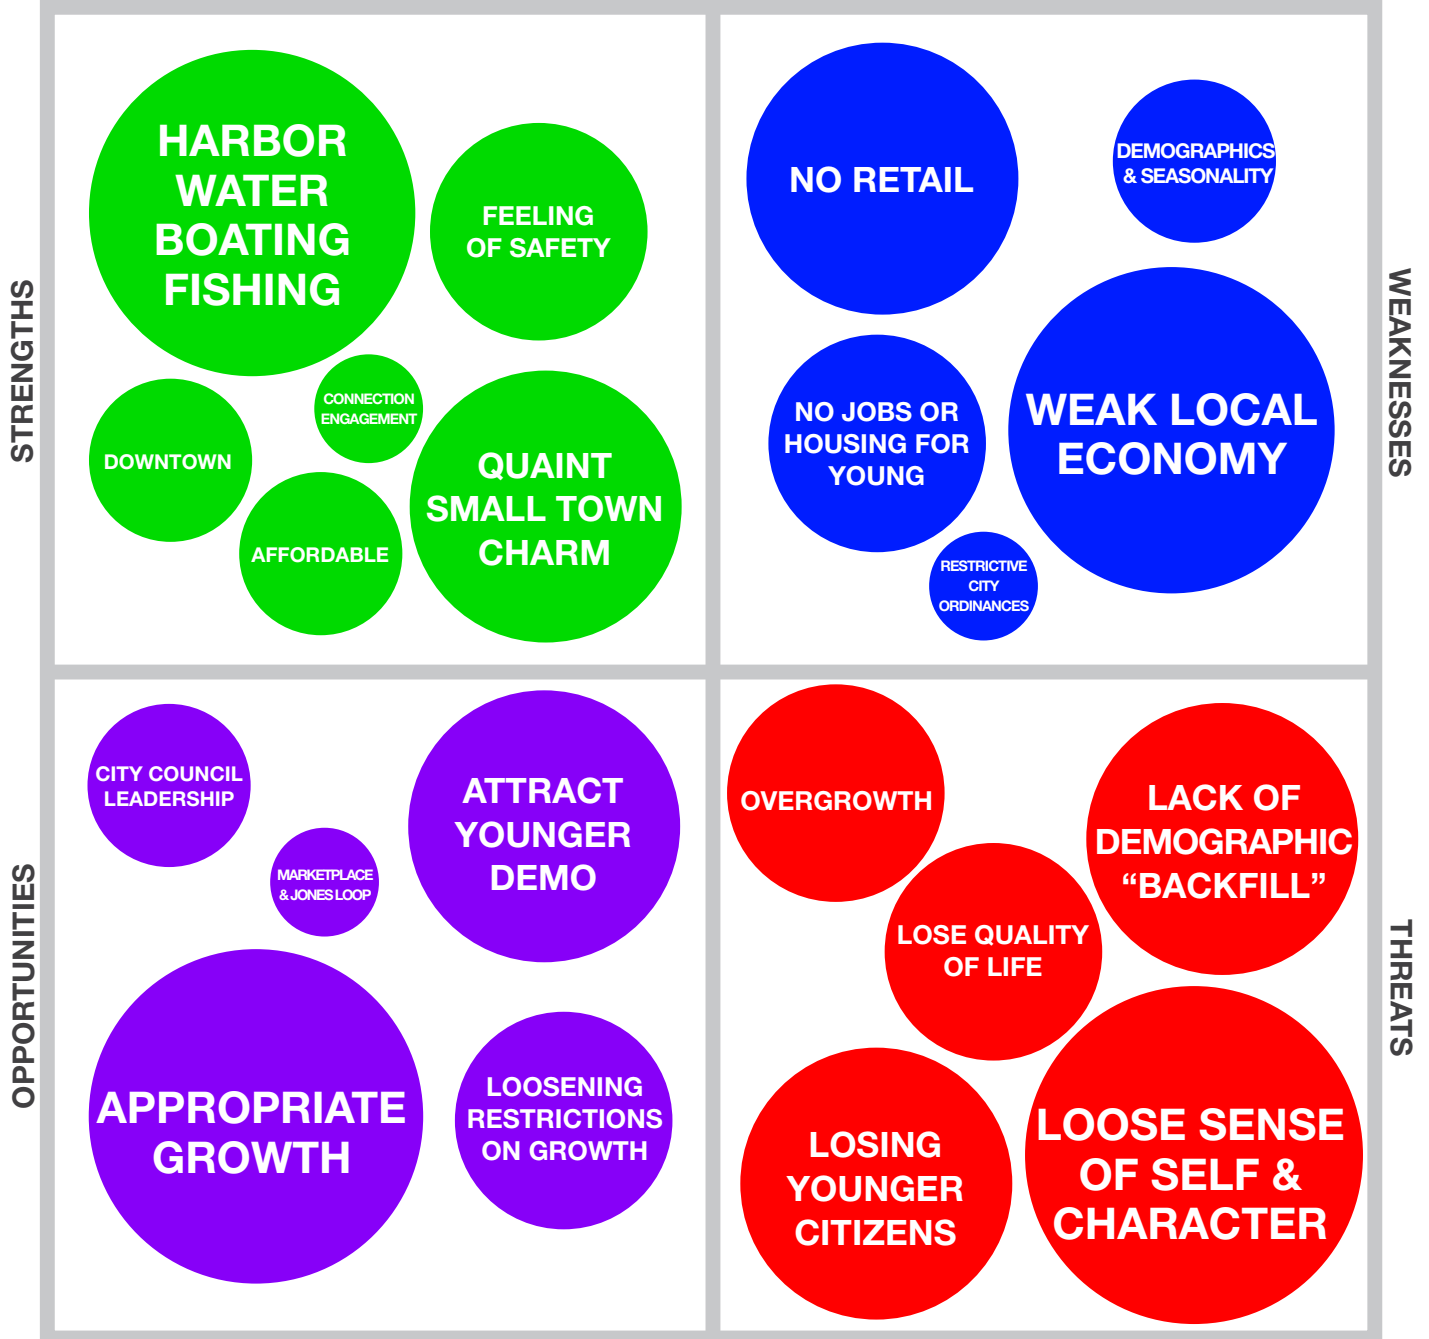 STRENGTHS
HARBOR
WATER
BOATING
FISHING
FEELING
OF SAFETY
CONNECTION
ENGAGEMENT
DOWNTOWN
AFFORDABLE
QUAINT
SMALL TOWN
CHARM
WEAKNESSES
NO RETAIL
DEMOGRAPHICS
& SEASONALITY
NO JOBS OR
HOUSING FOR
YOUNG
WEAK LOCAL
ECONOMY
RESTRICTIVE
CITY
ORDINANCES
OPPORTUNITIES
CITY COUNCIL
LEADERSHIP
MARKETPLACE
& JONES LOOP
ATTRACT
YOUNGER
DEMO
APPROPRIATE
GROWTH
LOOSENING
RESTRICTIONS
ON GROWTH
THREATS
OVERGROWTH
LACK OF
DEMOGRAPHIC
“BACKFILL”
LOSE QUALITY
OF LIFE
LOSING
YOUNGER
CITIZENS
LOOSE SENSE
OF SELF &
CHARACTER